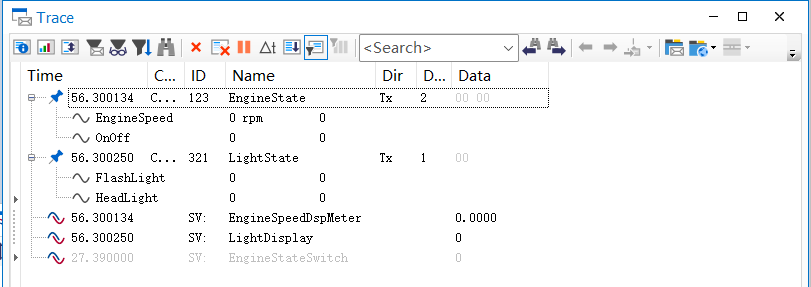 Trace
<Search>
Time C... ID Name Dir D... Data
56.300134 C... 123 EngineState Tx 2 00 00
EngineSpeed 0 rpm 0
OnOff 0 0
56.300250 C... 321 LightState Tx 1 00
FlashLight 0 0
HeadLight 0 0
56.300134 SV: EngineSpeedDspMeter 0.0000
56.300250 SV: LightDisplay 0
27.390000 SV: EngineStateSwitch 0